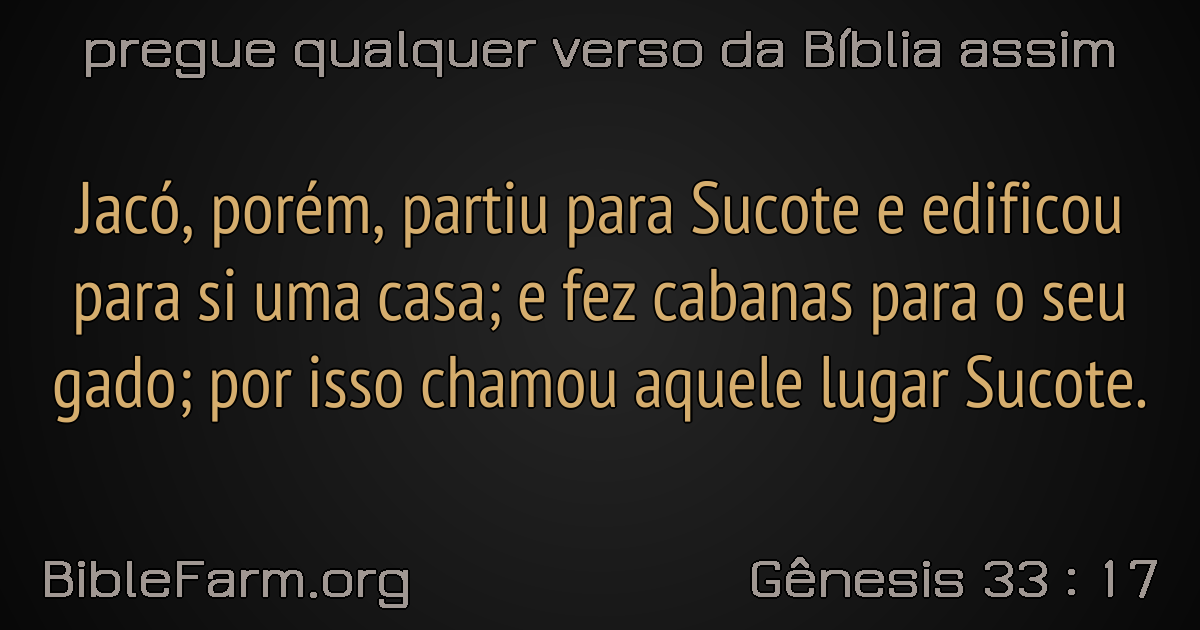 pregue qualquer verso da Bíblia assim
Jacó, porém, partiu para Sucote e edificou
para si uma casa; e fez cabanas para o seu
gado; por isso chamou aquele lugar Sucote.
BibleFarm.org
Gênesis 33 : 17